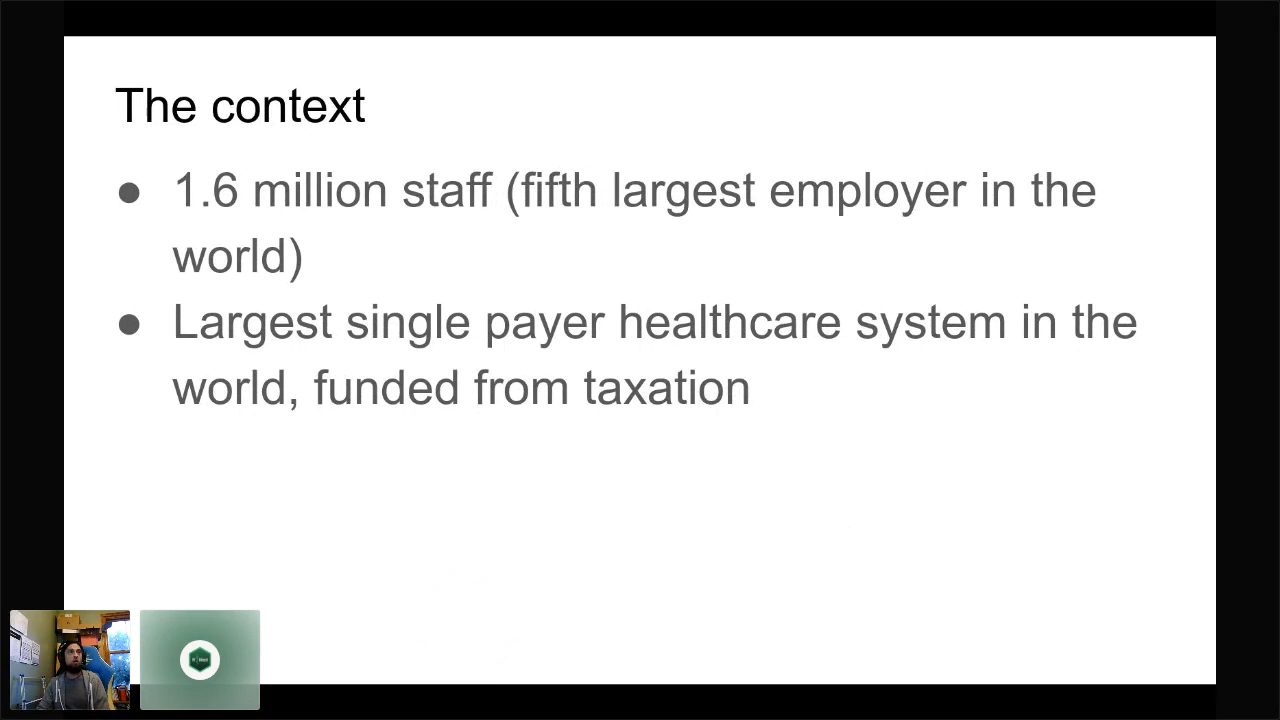 The context
● 1.6 million staff (fifth largest employer in the
world)
● Largest single payer healthcare system in the
world, funded from taxation